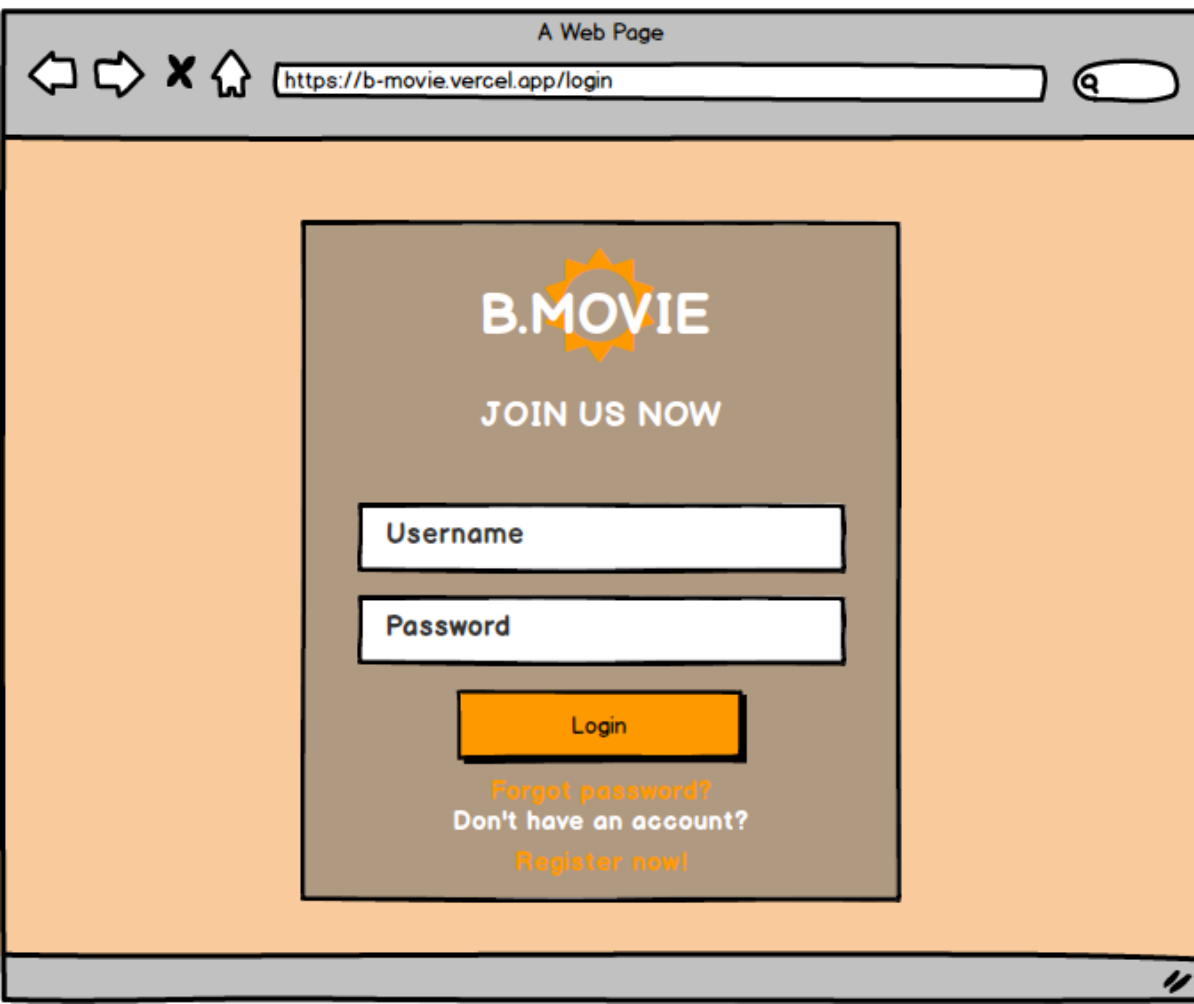 A Web Page
https://b-movie.vercel.app/login
B.MOVIE
JOIN US NOW
Username
Password
Login
Forgot password?
Don't have an account?
Register now!